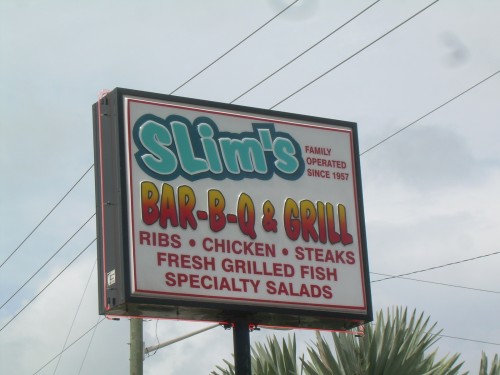 SLim's
FAMILY
OPERATED
SINCE 1957
BAR-B-Q & GRILL
RIBS • CHICKEN • STEAKS
FRESH GRILLED FISH
SPECIALTY SALADS